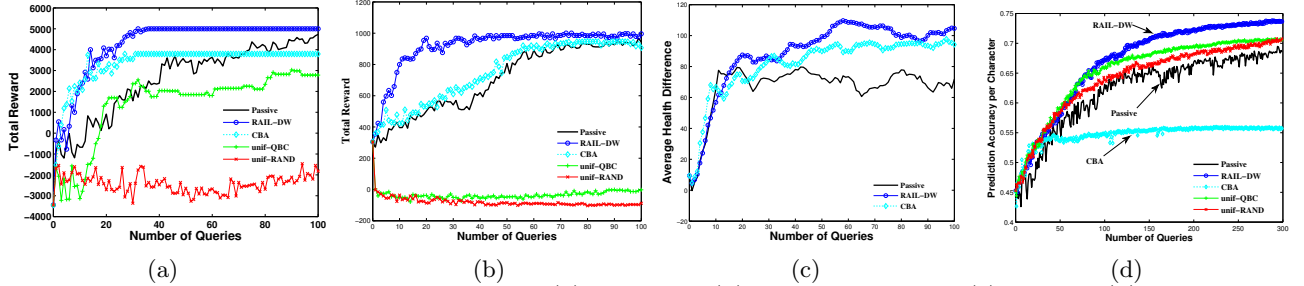 Total Reward
6000
5000
4000
3000
2000
1000
0
−1000
−2000
−3000
−4000
Passive
RAIL−DW
CBA
unif−QBC
unif−RAND
0 20 40 60 80 100
Number of Queries
(a)
Total Reward
1200
1000
800
600
400
200
0
−200
Passive
RAIL−DW
CBA
unif−QBC
unif−RAND
0 10 20 30 40 50 60 70 80 90 100
Number of Queries
(b)
Average Health Difference
120
100
80
60
40
20
0
−20
Passive
RAIL−DW
CBA
0 10 20 30 40 50 60 70 80 90 100
Number of Queries
(c)
Prediction Accuracy per Character
0.75
0.7
0.65
0.6
0.55
0.5
0.45
0.4
RAIL−DW
Passive
CBA
Passive
RAIL−DW
CBA
unif−QBC
unif−RAND
0 50 100 150 200 250 300
Number of Queries
(d)